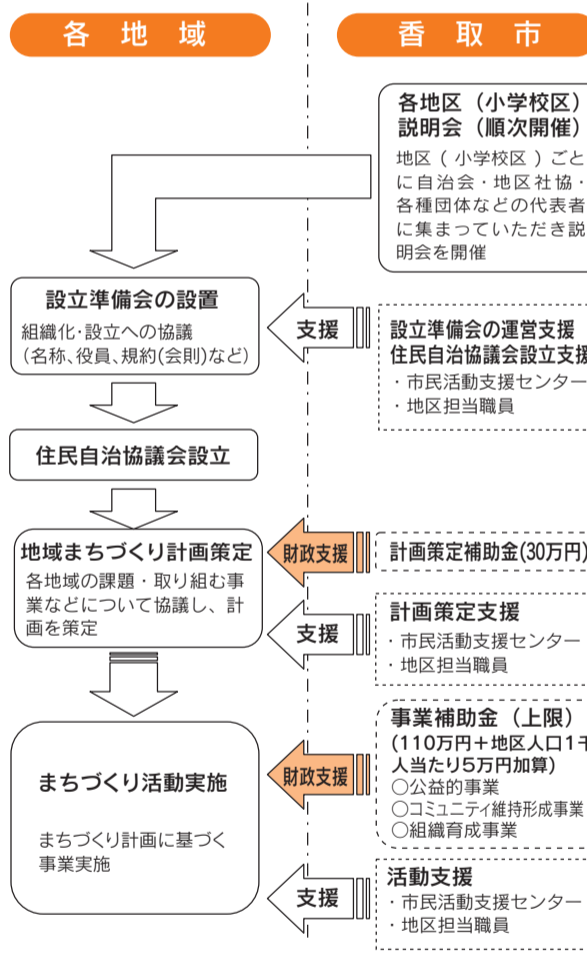 各地域
香取市
各地区（小学校区）
説明会（順次開催）
地区（小学校区）ごと
に自治会・地区社協・
各種団体などの代表者
に集まっていただき説
明会を開催
設立準備会の設置
組織化・設立への協議
（名称、役員、規約(会則)など）
支援
設立準備会の運営支援
住民自治協議会設立支援
・市民活動支援センター
・地区担当職員
住民自治協議会設立
地域まちづくり計画策定
各地域の課題・取り組む事
業などについて協議し、計
画を策定
財政支援
計画策定補助金(30万円)
支援
計画策定支援
・市民活動支援センター
・地区担当職員
まちづくり活動実施
まちづくり計画に基づく
事業実施
財政支援
事業補助金（上限）
(110万円＋地区人口1千
人当たり5万円加算)
○公益的事業
○コミュニティ維持形成事業
○組織育成事業
支援
活動支援
・市民活動支援センター
・地区担当職員